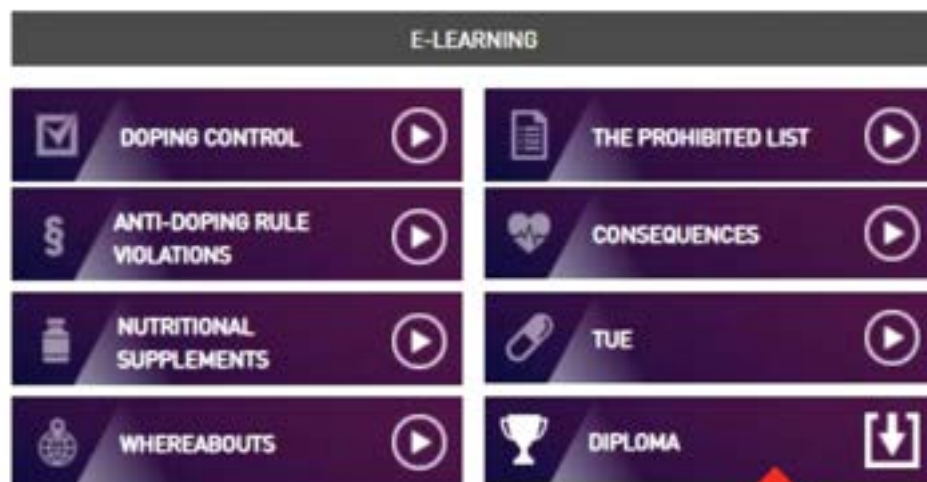 E-LEARNING
DOPING CONTROL
THE PROHIBITED LIST
ANTI-DOPING RULE
VIOLATIONS
CONSEQUENCES
NUTRITIONAL
SUPPLEMENTS
TUE
WHEREABOUTS
DIPLOMA